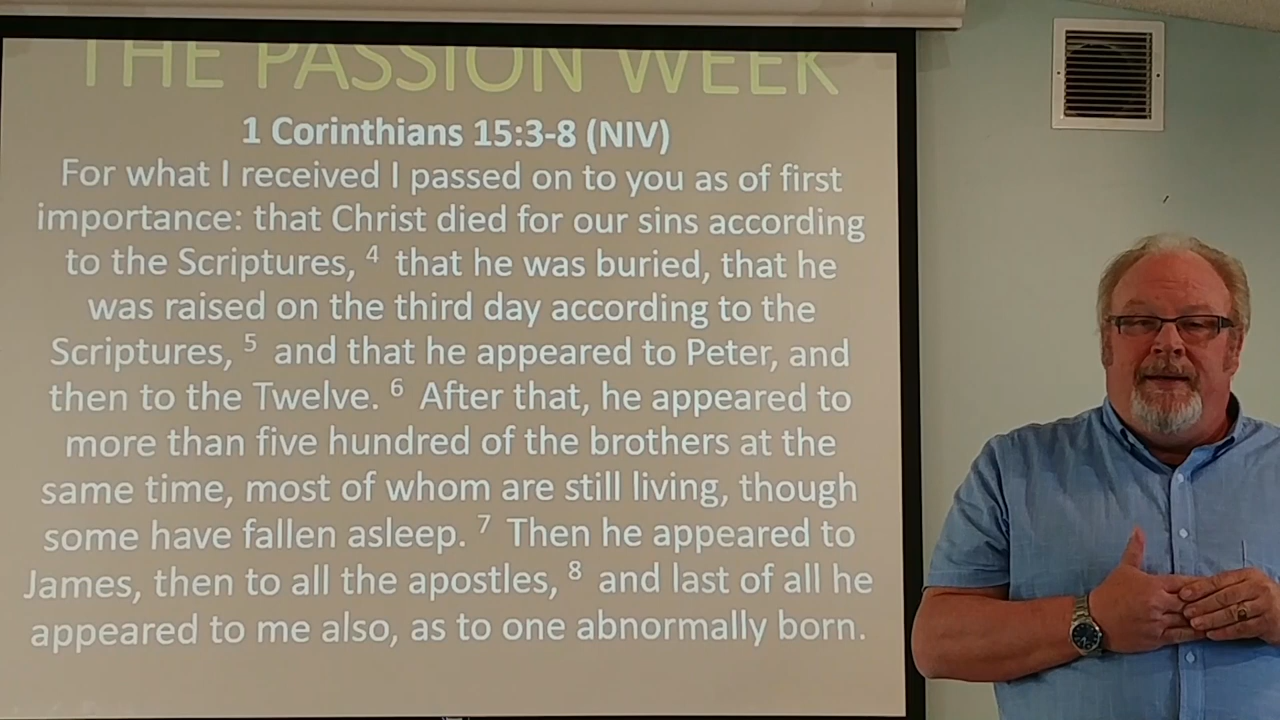 THE PASSION WEEK
1 Corinthians 15:3-8 (NIV)
For what I received I passed on to you as of first
importance: that Christ died for our sins according
to the Scriptures, 4 that he was buried, that he
was raised on the third day according to the
Scriptures, 5 and that he appeared to Peter, and
then to the Twelve. 6 After that, he appeared to
more than five hundred of the brothers at the
same time, most of whom are still living, though
some have fallen asleep. 7 Then he appeared to
James, then to all the apostles, 8 and last of all he
appeared to me also, as to one abnormally born.